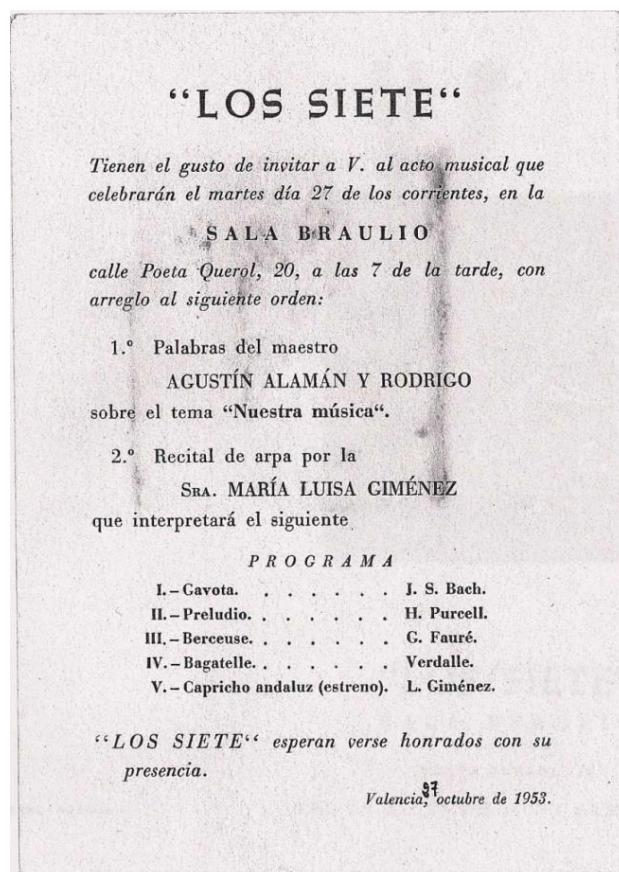 “LOS SIETE“
Tienen el gusto de invitar a V. al acto musical que
celebrarán el martes día 27 de los corrientes, en la
SALA BRAULIO
calle Poeta Querol, 20, a las 7 de la tarde, con
arreglo al siguiente orden:
1.º Palabras del maestro
AGUSTÍN ALAMÁN Y RODRIGO
sobre el tema “Nuestra música“.
2.º Recital de arpa por la
SRA. MARÍA LUISA GIMÉNEZ
que interpretará el siguiente
PROGRAMA
I.–Gavota. . . . . . . J. S. Bach.
II.–Preludio. . . . . . . H. Purcell.
III.–Berceuse. . . . . . . G. Fauré.
IV.–Bagatelle. . . . . . . Verdalle.
V.–Capricho andaluz (estreno). L. Giménez.
“LOS SIETE“ esperan verse honrados con su
presencia.
Valencia, 27 octubre de 1953.